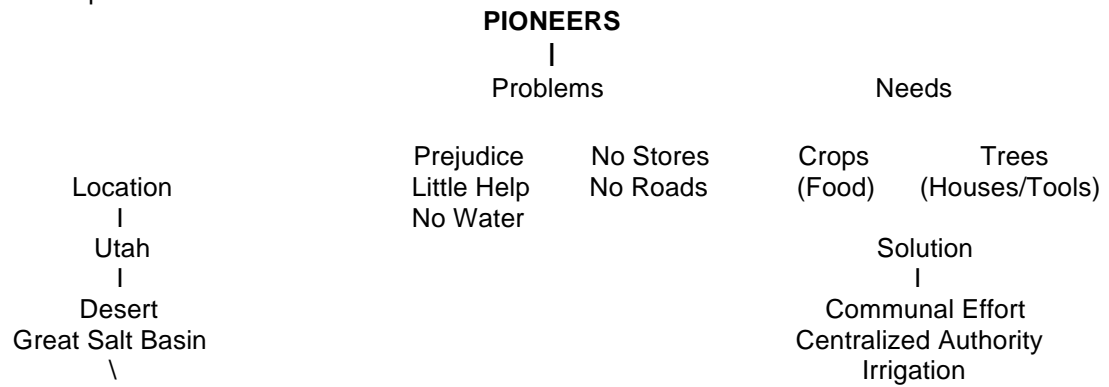 PIONEERS
|
Problems Needs
Prejudice No Stores Crops Trees
Location Little Help No Roads (Food) (Houses/Tools)
I No Water
Utah Solution
I I
Desert Communal Effort
Great Salt Basin Centralized Authority
\ Irrigation